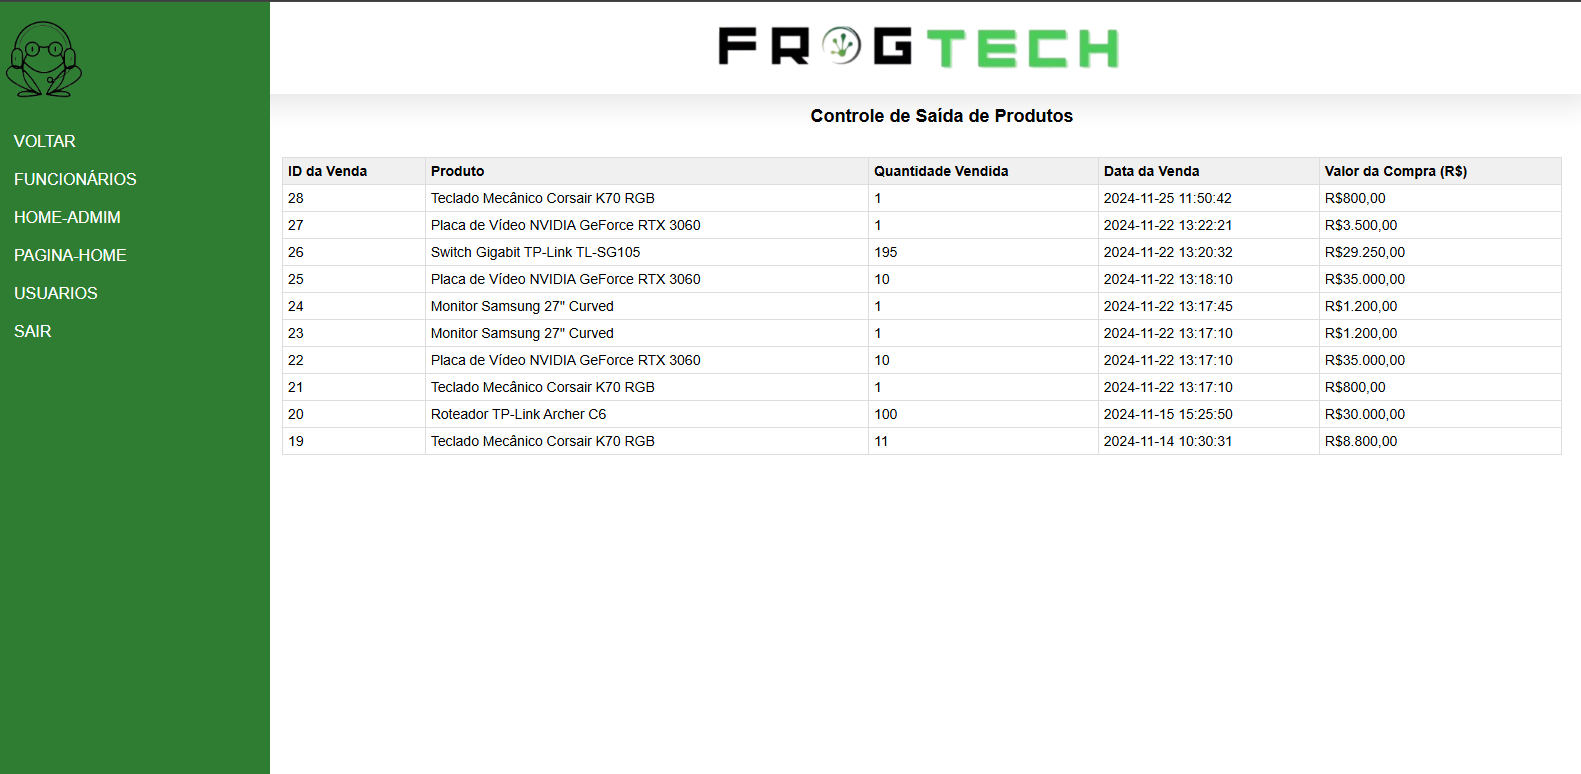 FROGTECH
VOLTAR
FUNCIONÁRIOS
HOME-ADMIM
PAGINA-HOME
USUARIOS
SAIR
Controle de Saída de Produtos
ID da Venda Produto Quantidade Vendida Data da Venda Valor da Compra (R$)
28 Teclado Mecânico Corsair K70 RGB 1 2024-11-25 11:50:42 R$800,00
27 Placa de Vídeo NVIDIA GeForce RTX 3060 1 2024-11-22 13:22:21 R$3.500,00
26 Switch Gigabit TP-Link TL-SG105 195 2024-11-22 13:20:32 R$29.250,00
25 Placa de Vídeo NVIDIA GeForce RTX 3060 10 2024-11-22 13:18:10 R$35.000,00
24 Monitor Samsung 27" Curved 1 2024-11-22 13:17:45 R$1.200,00
23 Monitor Samsung 27" Curved 1 2024-11-22 13:17:10 R$1.200,00
22 Placa de Vídeo NVIDIA GeForce RTX 3060 10 2024-11-22 13:17:10 R$35.000,00
21 Teclado Mecânico Corsair K70 RGB 1 2024-11-22 13:17:10 R$800,00
20 Roteador TP-Link Archer C6 100 2024-11-15 15:25:50 R$30.000,00
19 Teclado Mecânico Corsair K70 RGB 11 2024-11-14 10:30:31 R$8.800,00